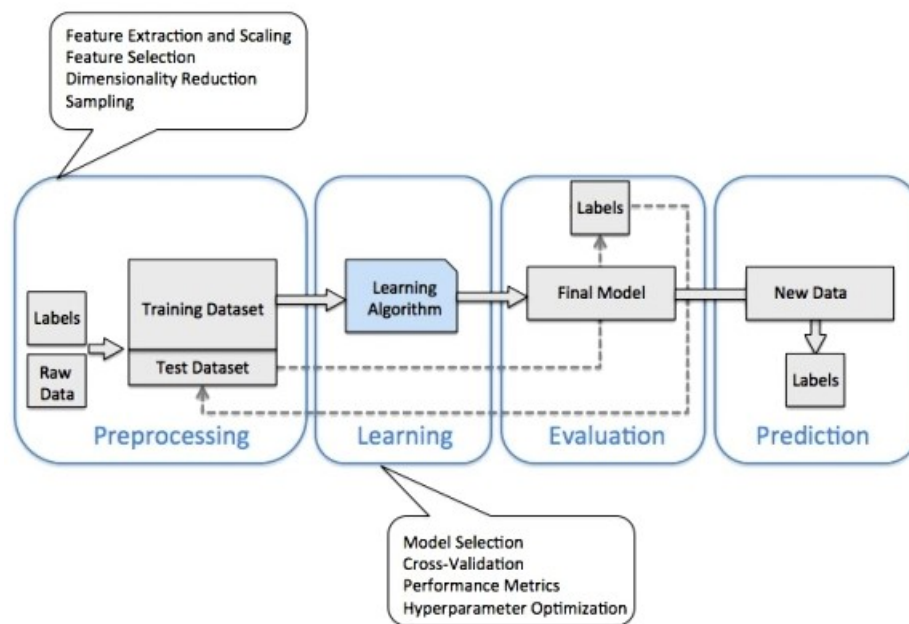 Feature Extraction and Scaling
Feature Selection
Dimensionality Reduction
Sampling
Labels
Raw
Data
Training Dataset
Test Dataset
Preprocessing
Learning
Algorithm
Learning
Labels
Final Model
Evaluation
New Data
Labels
Prediction
Model Selection
Cross-Validation
Performance Metrics
Hyperparameter Optimization